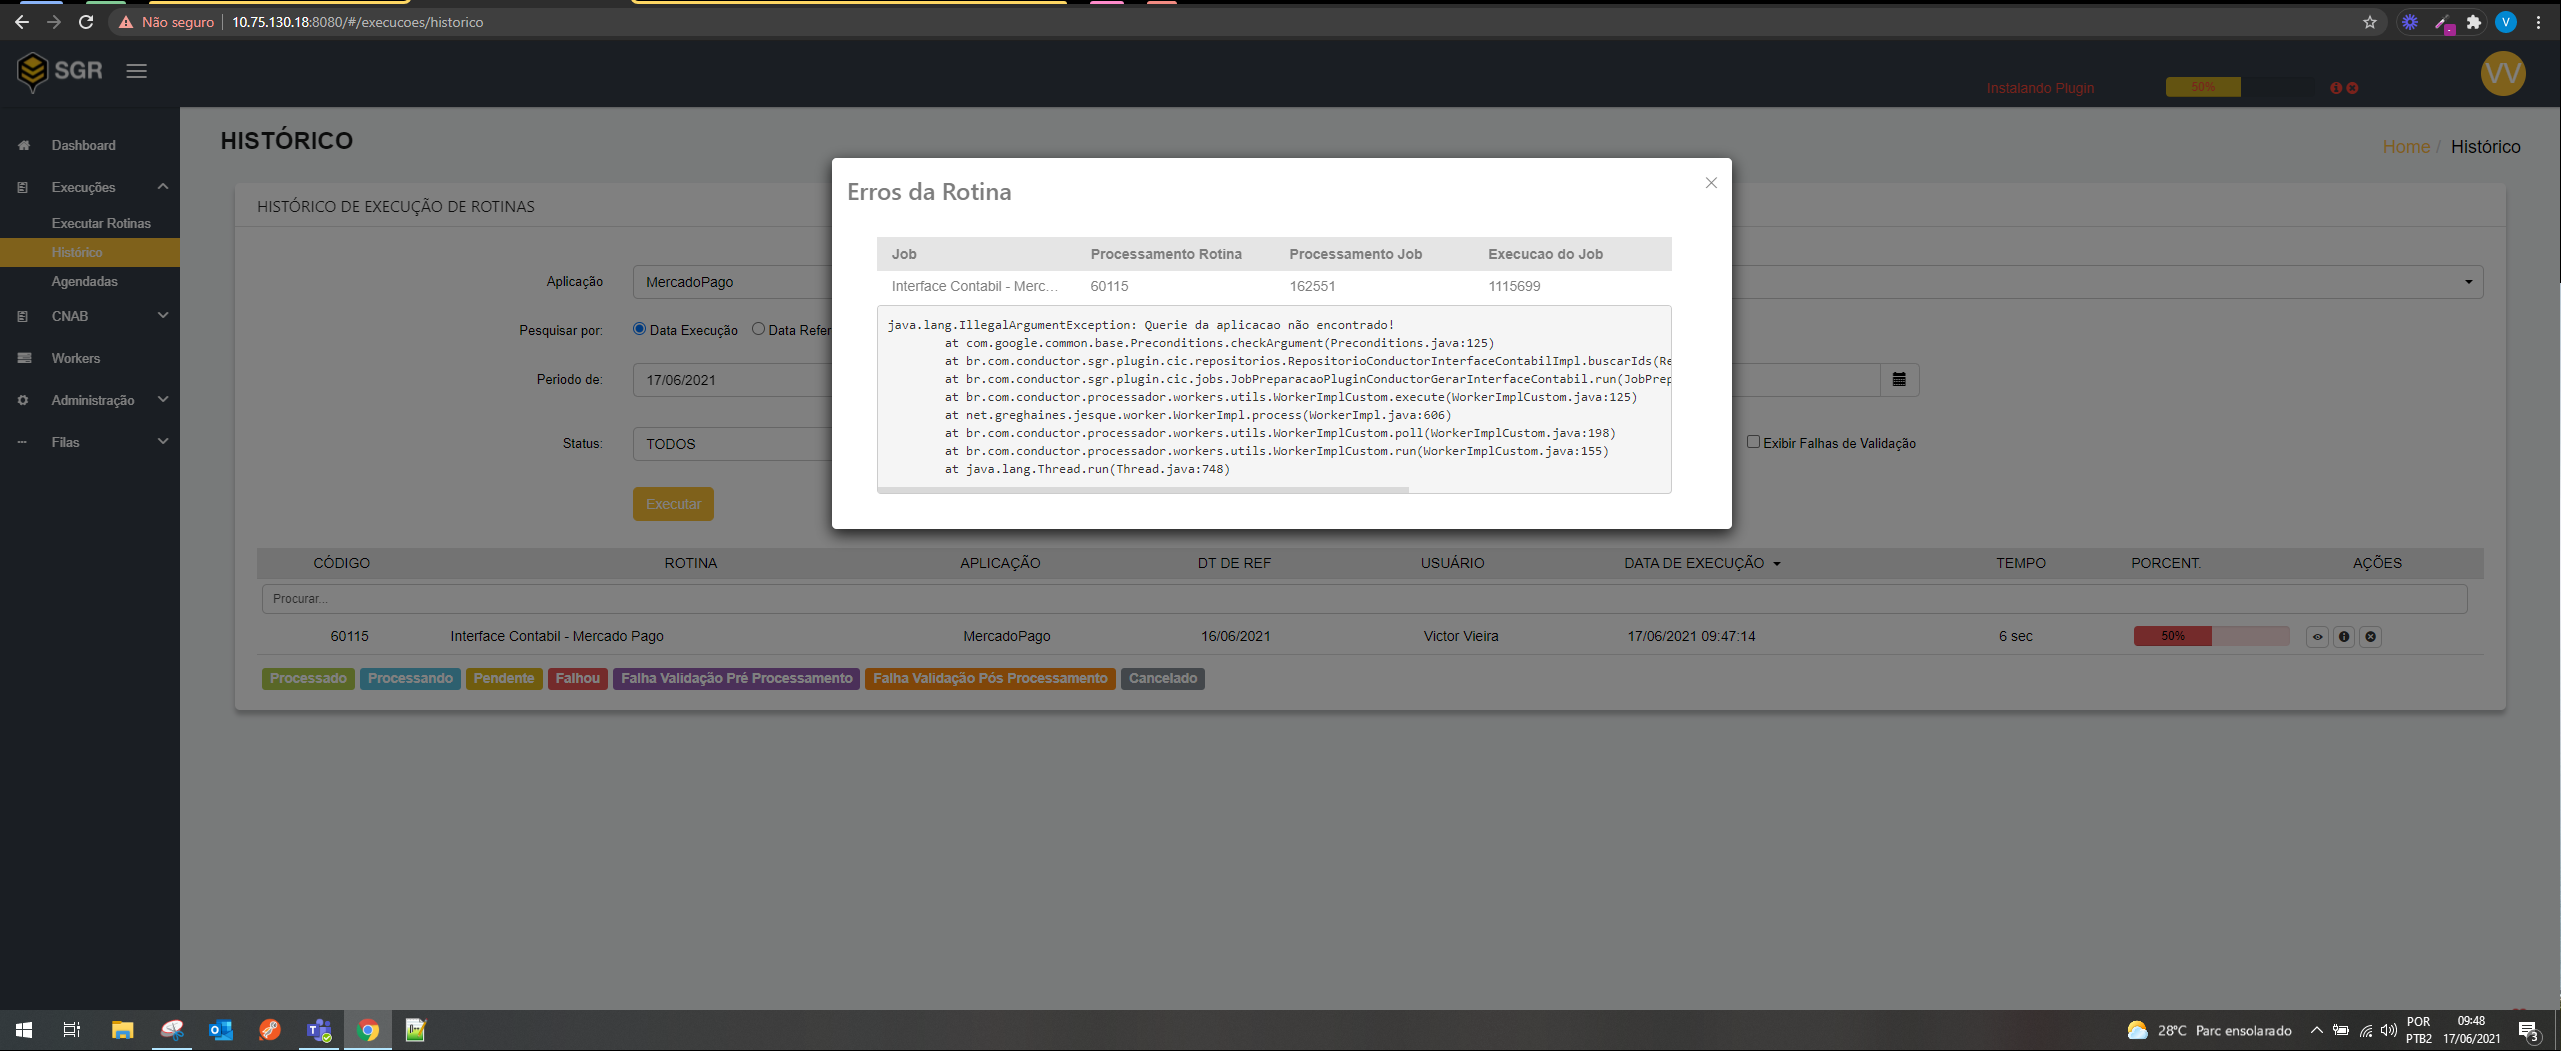 Não seguro
10.75.130.18:8080/#/execucoes/historico
V
SGR
Instalando Plugin
50%
VV
Dashboard
Execuções
Executar Rotinas
Histórico
Agendadas
CNAB
Workers
Administração
Filas
HISTÓRICO
Home / Histórico
HISTÓRICO DE EXECUÇÃO DE ROTINAS
Aplicação
MercadoPago
Pesquisar por:
Data Execução
Data Refer
Periodo de:
17/06/2021
Status:
TODOS
Exibir Falhas de Validação
Executar
Erros da Rotina
Job Processamento Rotina Processamento Job Execucao do Job
Interface Contabil - Merc... 60115 162551 1115699
java.lang.IllegalArgumentException: Querie da aplicacao não encontrado!
at com.google.common.base.Preconditions.checkArgument(Preconditions.java:125)
at br.com.conductor.sgr.plugin.cic.repositorios.RepositorioConductorInterfaceContabilImpl.buscarIds(Re
at br.com.conductor.sgr.plugin.cic.jobs.JobPreparacaoPluginConductorGerarInterfaceContabil.run(JobPrep
at br.com.conductor.processador.workers.utils.WorkerImplCustom.execute(WorkerImplCustom.java:125)
at net.greghaines.jesque.worker.WorkerImpl.process(WorkerImpl.java:606)
at br.com.conductor.processador.workers.utils.WorkerImplCustom.poll(WorkerImplCustom.java:198)
at br.com.conductor.processador.workers.utils.WorkerImplCustom.run(WorkerImplCustom.java:155)
at java.lang.Thread.run(Thread.java:748)
CÓDIGO ROTINA APLICAÇÃO DT DE REF USUÁRIO DATA DE EXECUÇÃO TEMPO PORCENT. AÇÕES
Procurar...
60115 Interface Contabil - Mercado Pago MercadoPago 16/06/2021 Victor Vieira 17/06/2021 09:47:14 6 sec 50%
Processado Processando Pendente Falhou Falha Validação Pré Processamento Falha Validação Pós Processamento Cancelado
28ºC Parc ensolarado
POR
PTB2
09:48
17/06/2021
3